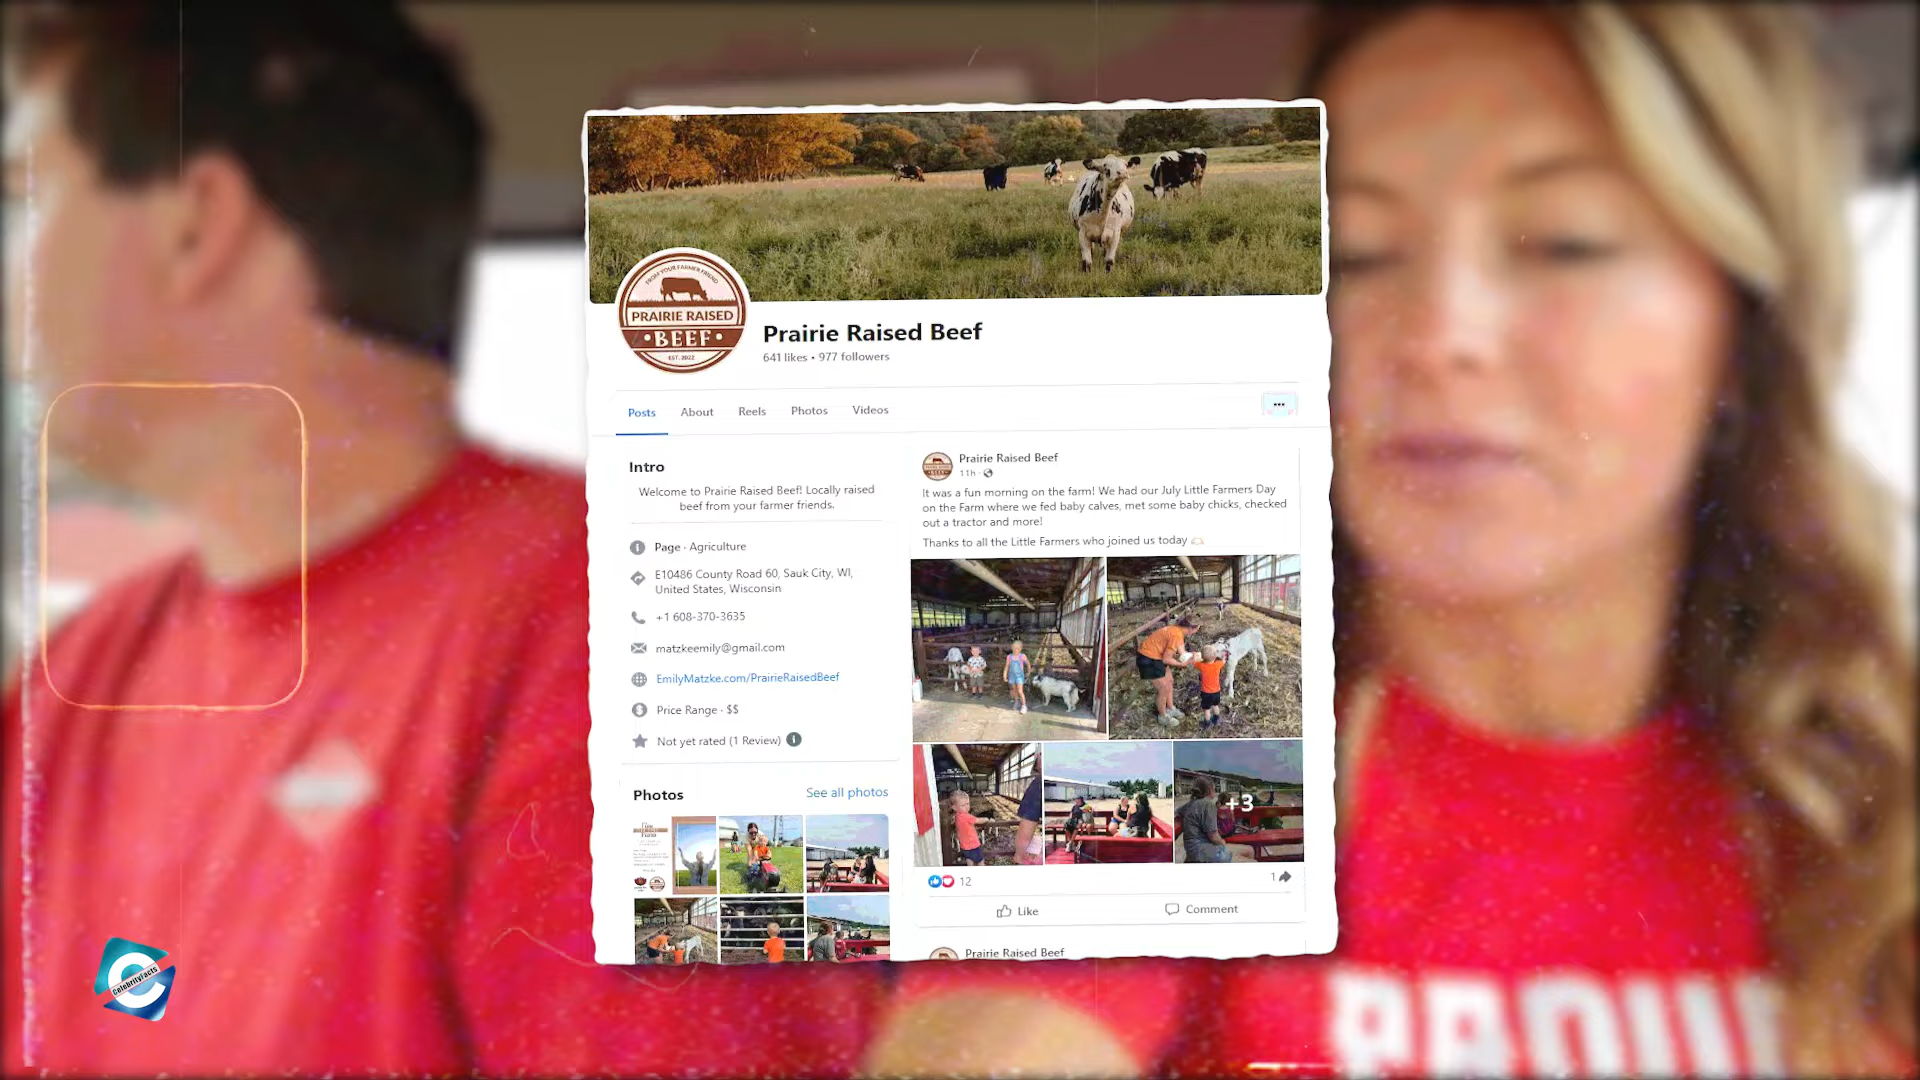 FROM YOUR FARMER FRIEND
PRAIRIE RAISED
•BEEF•
EST. 2022
Prairie Raised Beef
641 likes • 977 followers
Posts
About
Reels
Photos
Videos
Intro
Welcome to Prairie Raised Beef! Locally raised
beef from your farmer friends.
Page · Agriculture
E10486 County Road 60, Sauk City, WI,
United States, Wisconsin
+1 608-370-3635
matzkeemily@gmail.com
EmilyMatzke.com/PrairieRaisedBeef
Price Range · $$
Not yet rated (1 Review)
Photos
See all photos
Prairie Raised Beef
11h ·
It was a fun morning on the farm! We had our July Little Farmers Day
on the Farm where we fed baby calves, met some baby chicks, checked
out a tractor and more!
Thanks to all the Little Farmers who joined us today
+3
12
1
Like
Comment
Prairie Raised Beef
CelebrityFacts